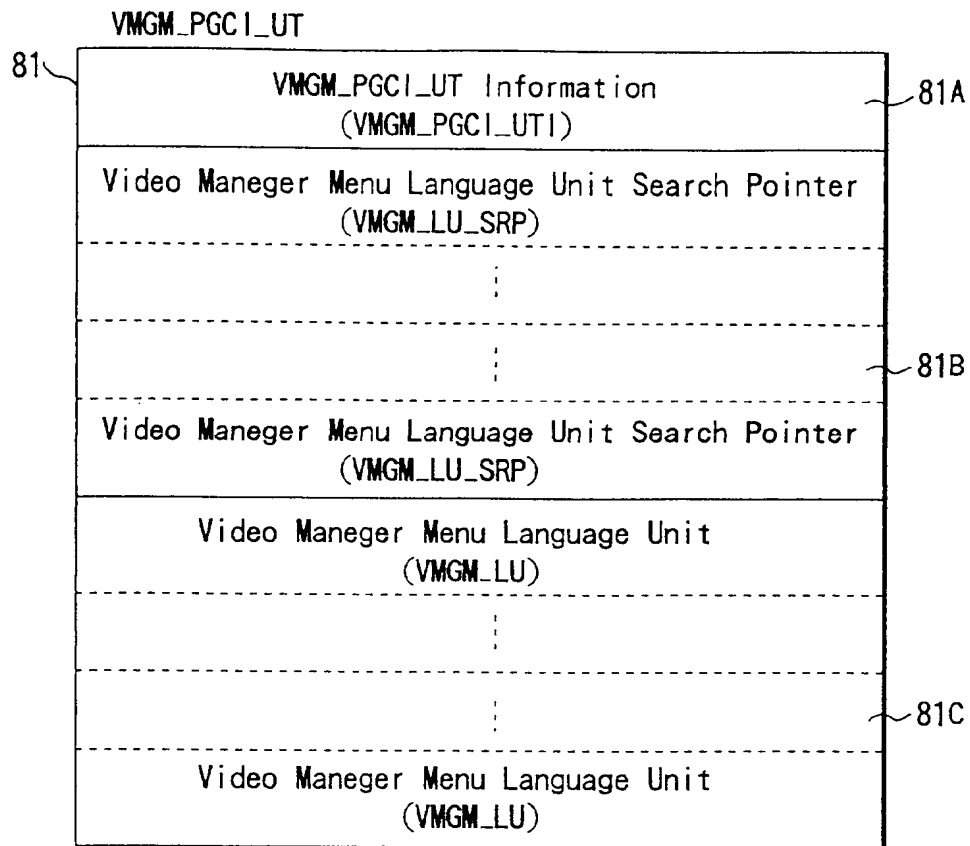 VMGM_PGCI_UT
81
VMGM_PGCI_UT Information
(VMGM_PGCI_UTI)
81A
Video Maneger Menu Language Unit Search Pointer
(VMGM_LU_SRP)
81B
Video Maneger Menu Language Unit Search Pointer
(VMGM_LU_SRP)
Video Maneger Menu Language Unit
(VMGM_LU)
81C
Video Maneger Menu Language Unit
(VMGM_LU)